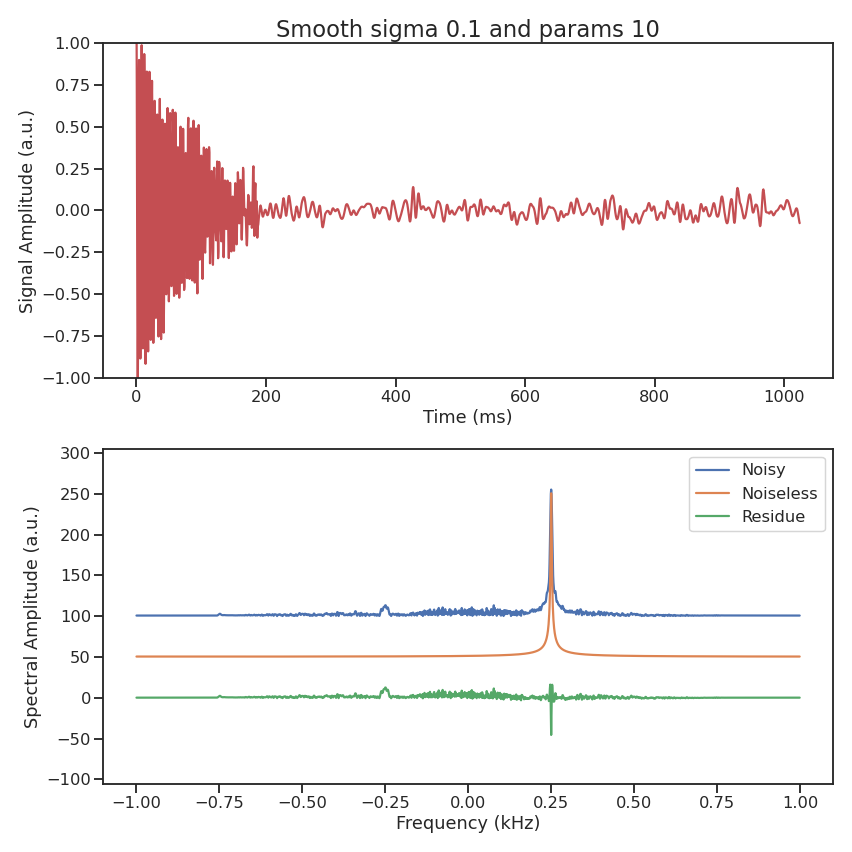 Smooth sigma 0.1 and params 10
1.00
0.75
0.50
0.25
0.00
−0.25
−0.50
−0.75
−1.00
Signal Amplitude (a.u.)
0 200 400 600 800 1000
Time (ms)
300
250
200
150
100
50
0
−50
−100
Spectral Amplitude (a.u.)
Noisy
Noiseless
Residue
−1.00 −0.75 −0.50 −0.25 0.00 0.25 0.50 0.75 1.00
Frequency (kHz)